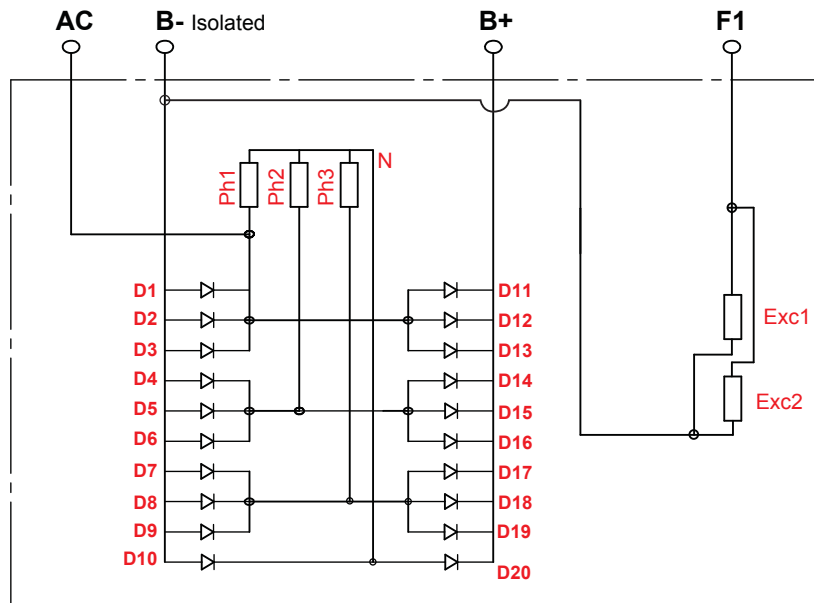 AC
B- Isolated
B+
F1
N
Ph1
Ph2
Ph3
D1
D11
D2
D12
D3
D13
D4
D14
D5
D15
D6
D16
D7
D17
D8
D18
D9
D19
D10
D20
Exc1
Exc2